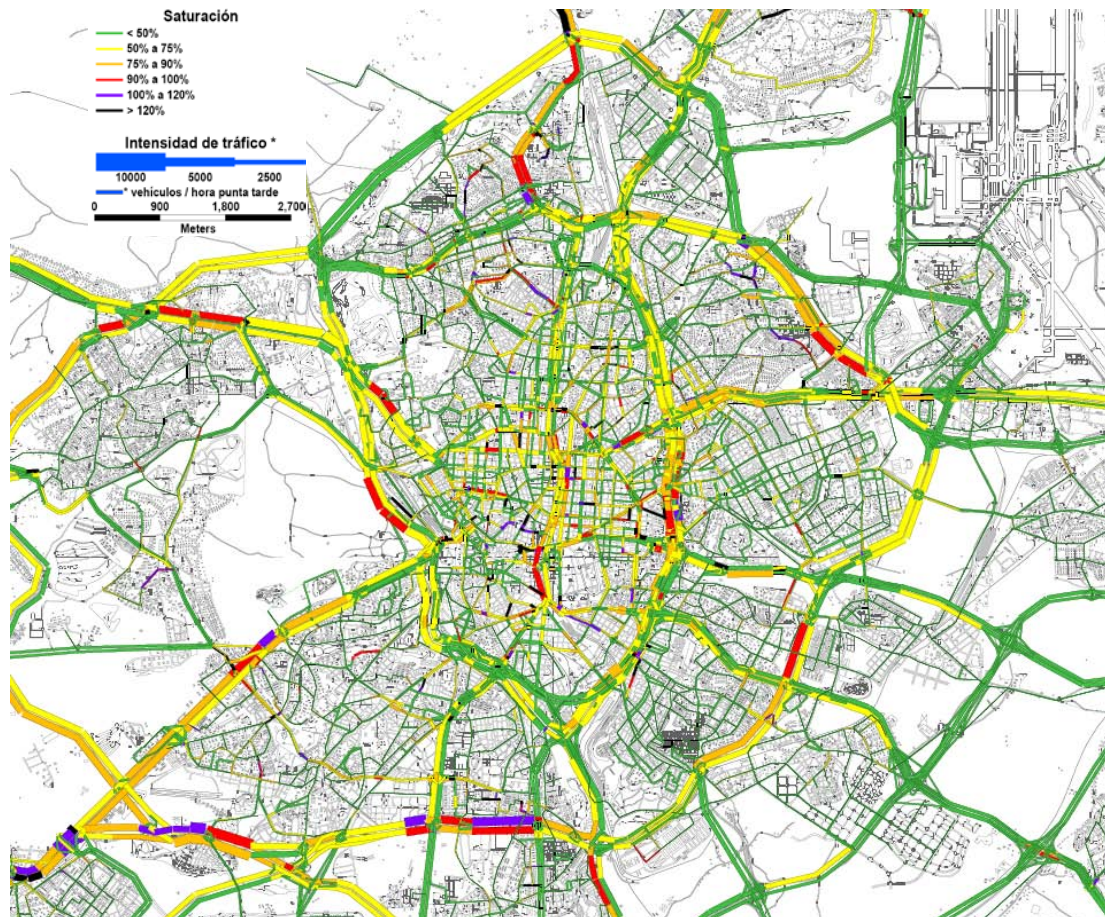 Saturación
< 50%
50% a 75%
75% a 90%
90% a 100%
100% a 120%
> 120%
Intensidad de tráfico *
10000 5000 2500
* vehiculos / hora punta tarde
0 900 1,800 2,700
Meters